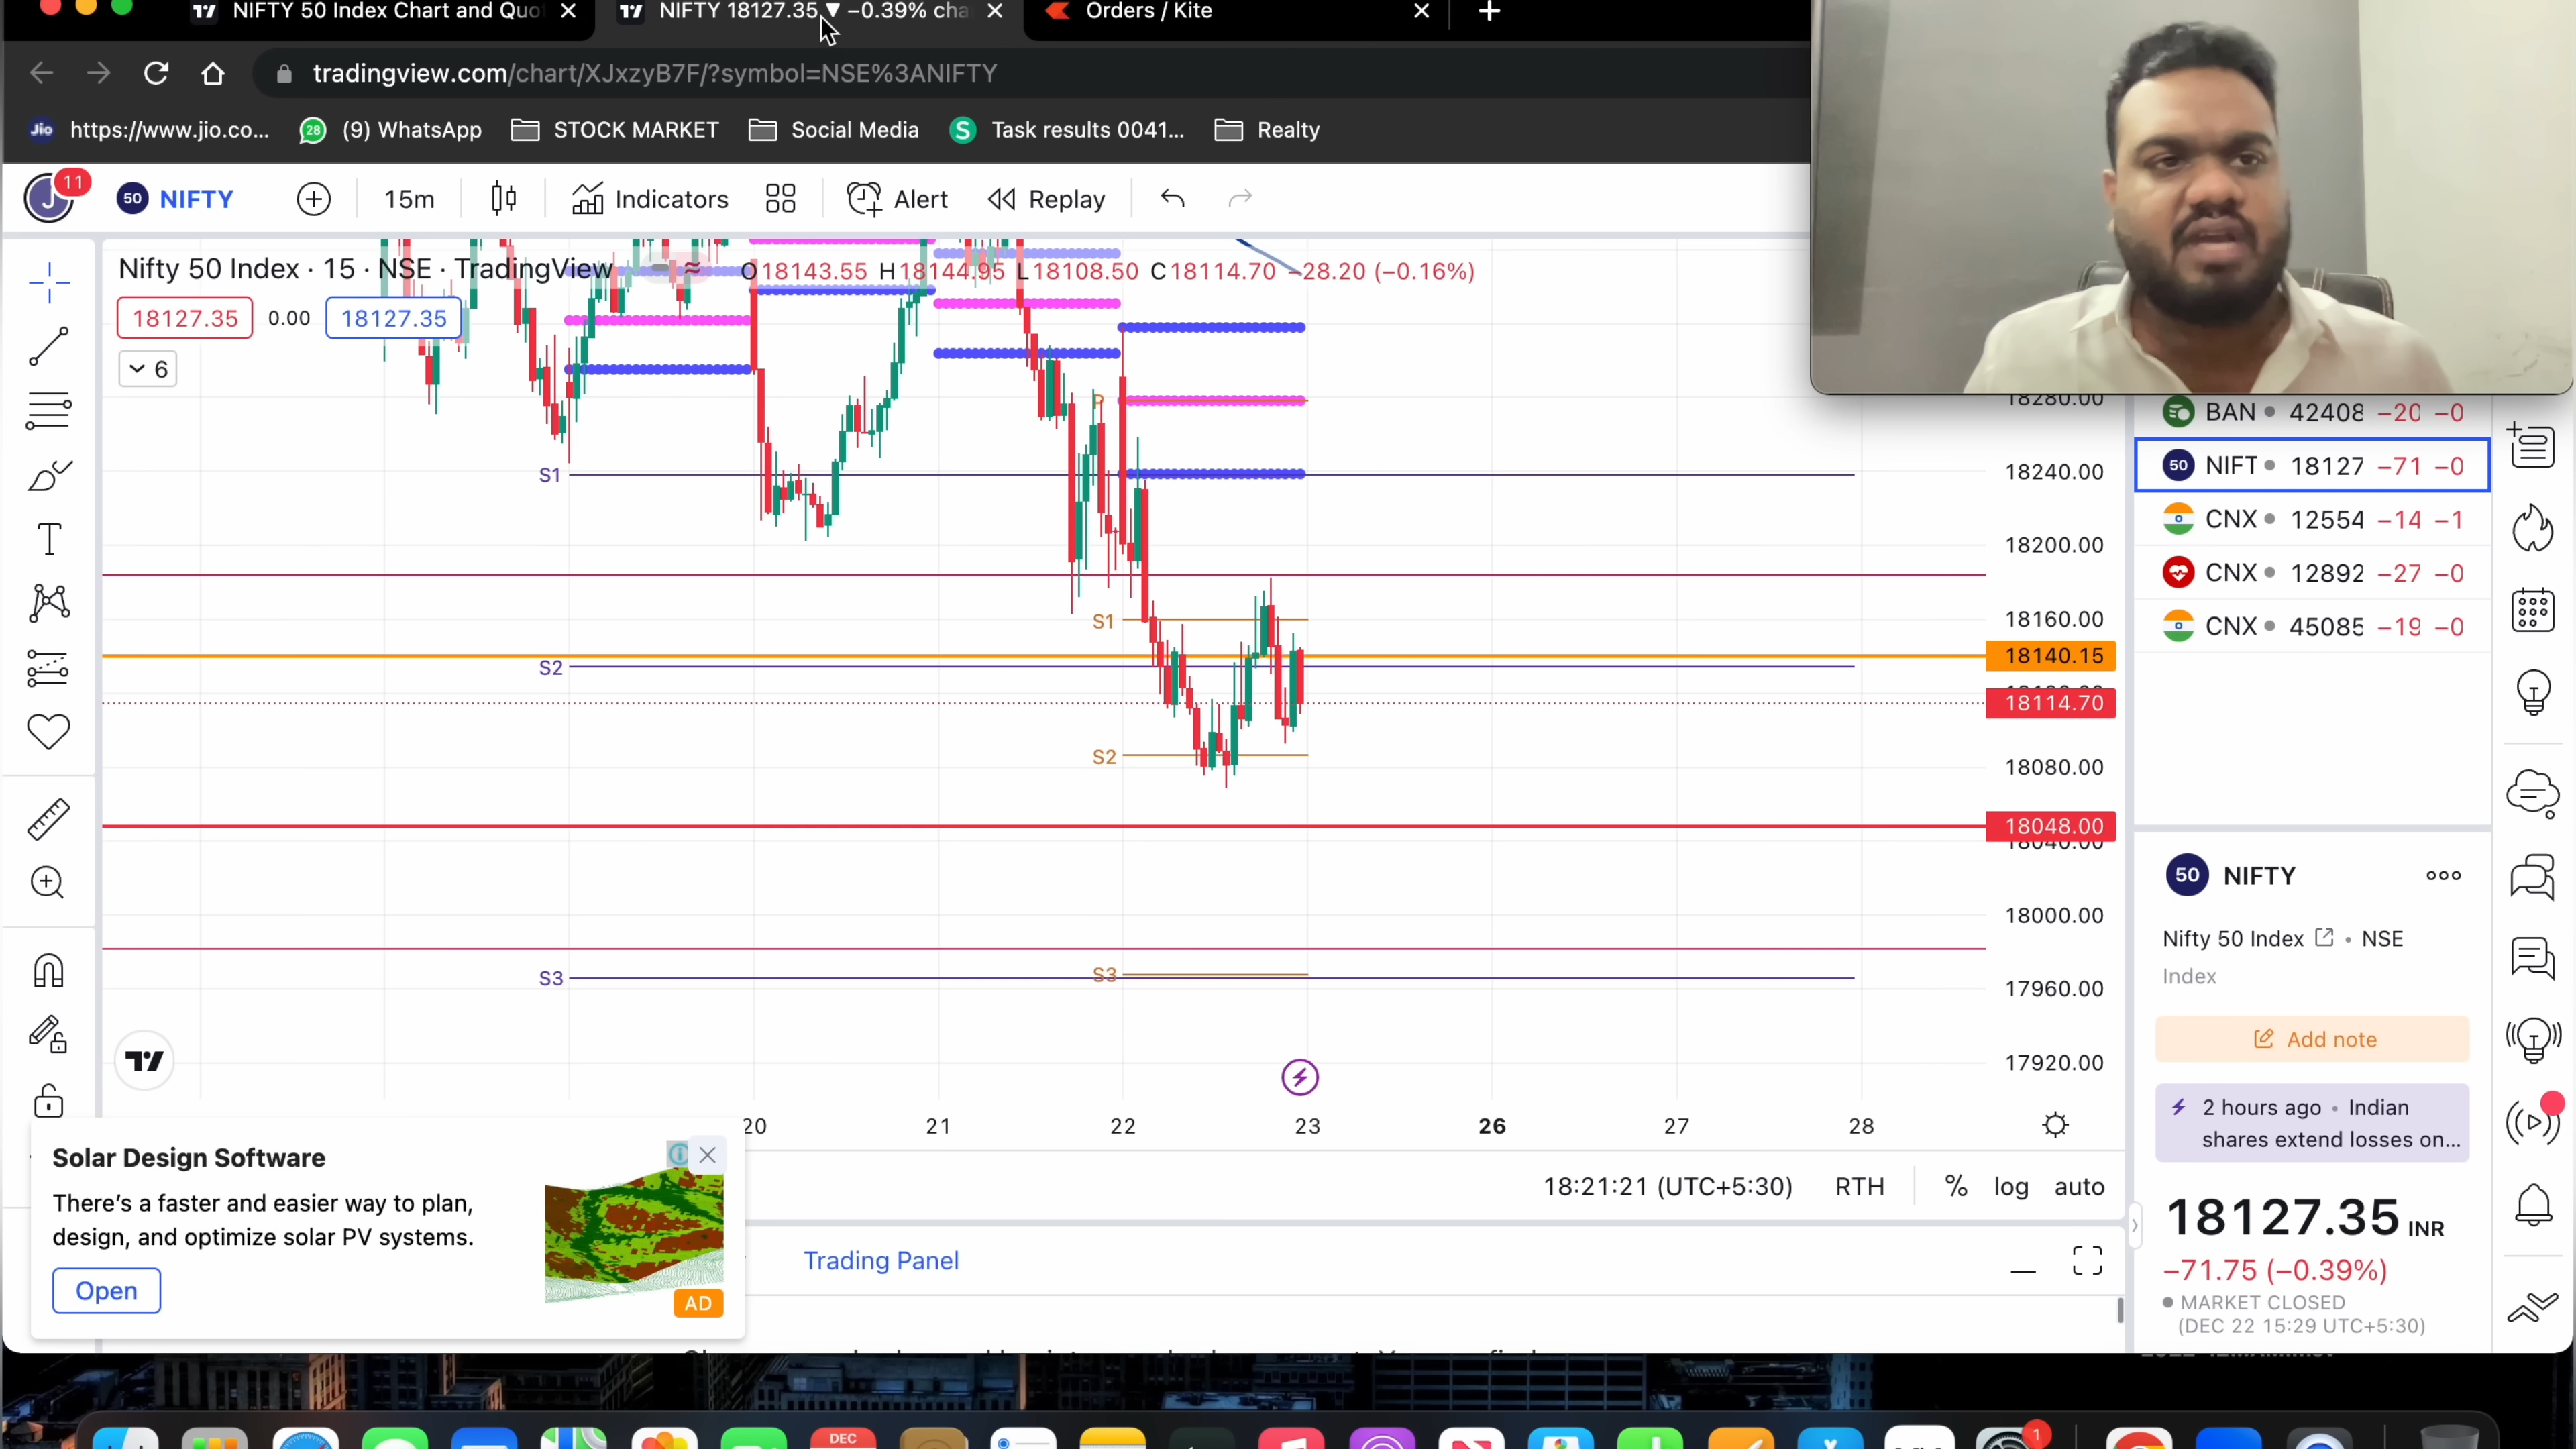 NIFTY 50 Index Chart and Quo
NIFTY 18127.35 ▼ −0.39% cha
Orders / Kite
tradingview.com/chart/XJxzyB7F/?symbol=NSE%3ANIFTY
Jio https://www.jio.co...
28 (9) WhatsApp
STOCK MARKET
Social Media
S Task results 0041...
Realty
J 11
50 NIFTY
15m
Indicators
Alert
Replay
Nifty 50 Index · 15 · NSE · TradingView
O18143.55 H18144.95 L18108.50 C18114.70 −28.20 (−0.16%)
18127.35 0.00 18127.35
6
P
S1
S1
S2
S2
S3
S3
18280.00
18240.00
18200.00
18160.00
18140.15
18114.70
18080.00
18048.00
18040.00
18000.00
17960.00
17920.00
20 21 22 23 26 27 28
18:21:21 (UTC+5:30) RTH % log auto
Trading Panel
Solar Design Software
There's a faster and easier way to plan,
design, and optimize solar PV systems.
Open
AD
BAN 42408 −20 −0
50 NIFT 18127 −71 −0
CNX 12554 −14 −1
CNX 12892 −27 −0
CNX 45085 −19 −0
50 NIFTY
Nifty 50 Index • NSE
Index
Add note
2 hours ago • Indian
shares extend losses on...
18127.35 INR
−71.75 (−0.39%)
MARKET CLOSED
(DEC 22 15:29 UTC+5:30)
DEC
1